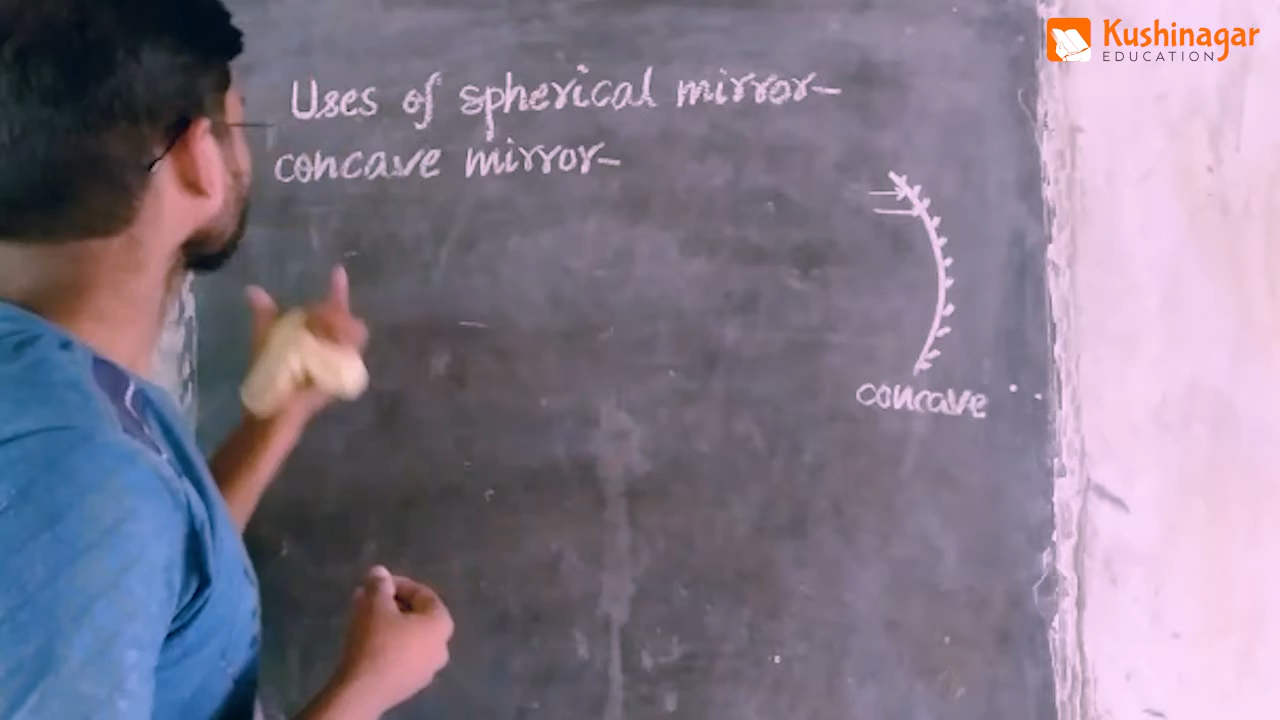 Kushinagar
EDUCATION
Uses of spherical mirror-
concave mirror-
concave